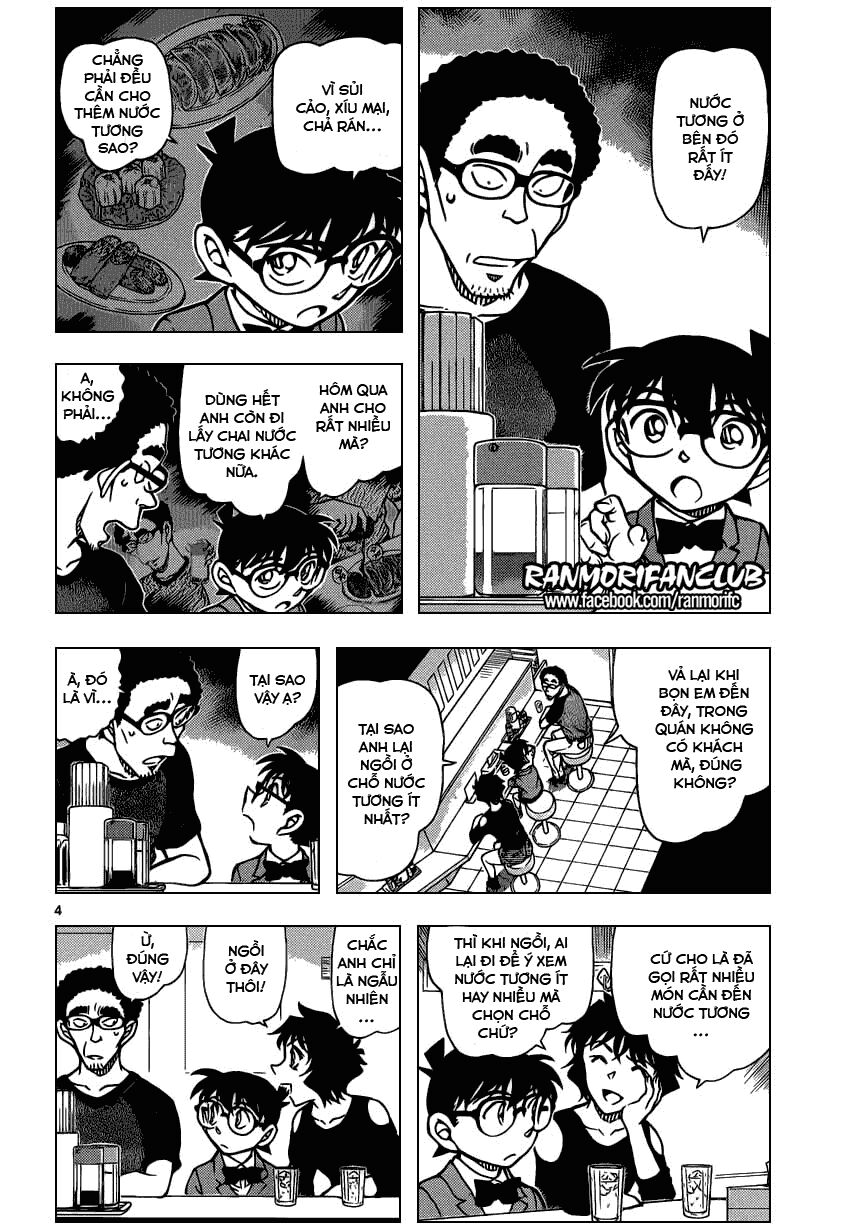 NƯỚC
TƯƠNG Ở
BÊN ĐÓ
RẤT ÍT
ĐẤY!
VÌ SỦI
CẢO, XÍU MẠI,
CHẢ RÁN...
CHẲNG
PHẢI ĐỀU
CẦN CHO
THÊM NƯỚC
TƯƠNG
SAO?
HÔM QUA
ANH CHO
RẤT NHIỀU
MÀ?
DÙNG HẾT
ANH CÒN ĐI
LẤY CHAI NƯỚC
TƯƠNG KHÁC
NỮA.
A,
KHÔNG
PHẢI...
RANMORIFANCLUB
www.facebook.com/ranmorifc
VẢ LẠI KHI
BỌN EM ĐẾN
ĐÂY, TRONG
QUÁN KHÔNG
CÓ KHÁCH
MÀ, ĐÚNG
KHÔNG?
TẠI SAO
ANH LẠI
NGỒI Ở
CHỖ NƯỚC
TƯƠNG ÍT
NHẤT?
TẠI SAO
VẬY Ạ?
À, ĐÓ
LÀ VÌ...
4
CỨ CHO LÀ ĐÃ
GỌI RẤT NHIỀU
MÓN CẦN ĐẾN
NƯỚC TƯƠNG
...
THÌ KHI NGỒI, AI
LẠI ĐI ĐỂ Ý XEM
NƯỚC TƯƠNG ÍT
HAY NHIỀU MÀ
CHỌN CHỖ
CHỨ?
CHẮC
ANH CHỈ
LÀ NGẪU
NHIÊN
...
NGỒI
Ở ĐÂY
THÔI!
Ừ,
ĐÚNG
VẬY!